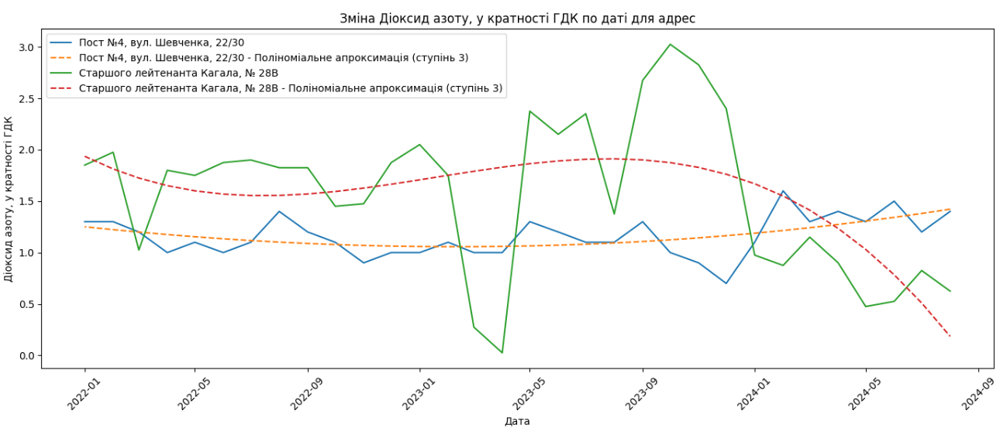 Зміна Діоксид азоту, у кратності ГДК по даті для адрес
Пост №4, вул. Шевченка, 22/30
Пост №4, вул. Шевченка, 22/30 - Поліноміальне апроксимація (ступінь 3)
Старшого лейтенанта Кагала, № 28В
Старшого лейтенанта Кагала, № 28В - Поліноміальне апроксимація (ступінь 3)
Діоксид азоту, у кратності ГДК
3.0
2.5
2.0
1.5
1.0
0.5
0.0
2022-01
2022-05
2022-09
2023-01
2023-05
2023-09
2024-01
2024-05
2024-09
Дата